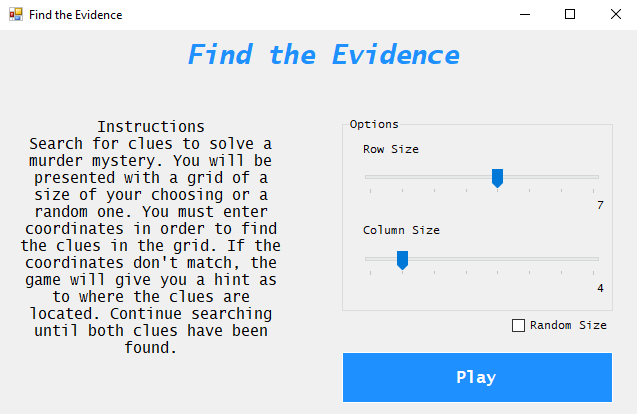 Find the Evidence
Find the Evidence
Instructions
Search for clues to solve a
murder mystery. You will be
presented with a grid of a
size of your choosing or a
random one. You must enter
coordinates in order to find
the clues in the grid. If the
coordinates don't match, the
game will give you a hint as
to where the clues are
located. Continue searching
until both clues have been
found.
Options
Row Size
7
Column Size
4
Random Size
Play